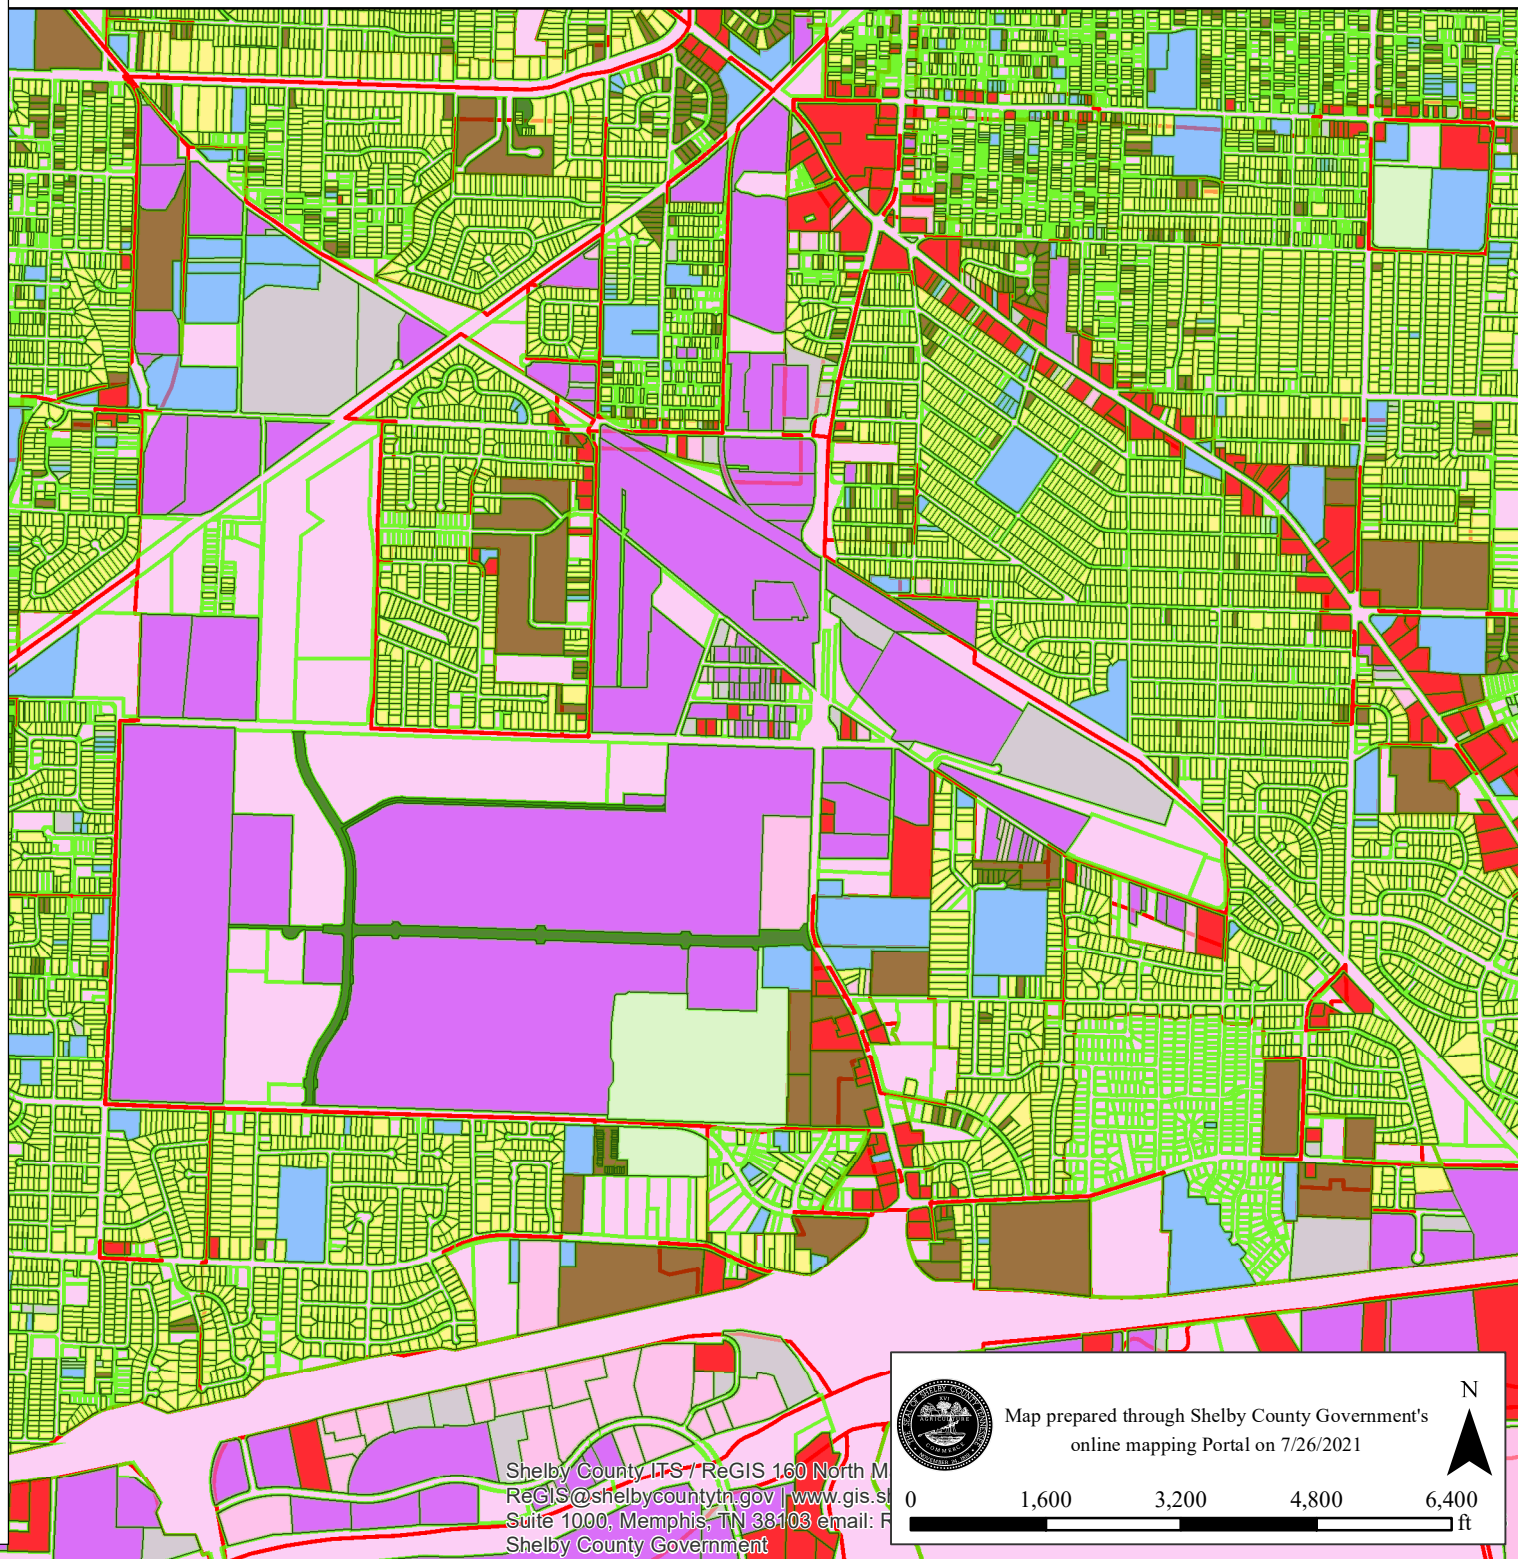 Map prepared through Shelby County Government's
online mapping Portal on 7/26/2021
N
0 1,600 3,200 4,800 6,400
ft
Shelby County ITS / ReGIS 160 North
ReGIS@shelbycountytn.gov | www.gis.
Suite 1000, Memphis, TN 38103 email:
Shelby County Government
AGRICULTURE
COMMERCE